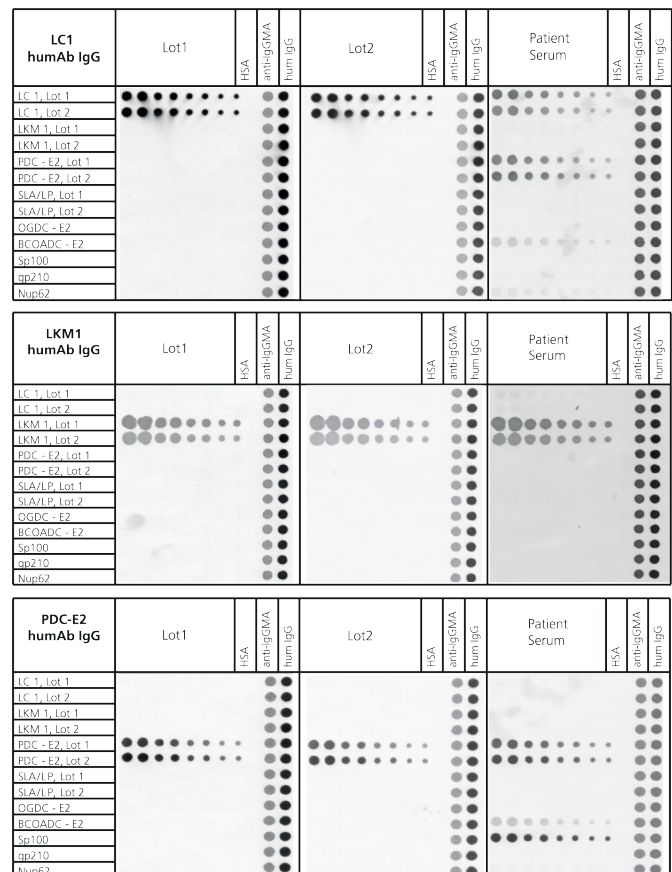 LC1
humAb IgG
Lot1
HSA
anti-IgGMA
hum IgG
Lot2
HSA
anti-IgGMA
hum IgG
Patient
Serum
HSA
anti-IgGMA
hum IgG
LC 1, Lot 1
LC 1, Lot 2
LKM 1, Lot 1
LKM 1, Lot 2
PDC - E2, Lot 1
PDC - E2, Lot 2
SLA/LP, Lot 1
SLA/LP, Lot 2
OGDC - E2
BCOADC - E2
Sp100
gp210
Nup62
LKM1
humAb IgG
Lot1
HSA
anti-IgGMA
hum IgG
Lot2
HSA
anti-IgGMA
hum IgG
Patient
Serum
HSA
anti-IgGMA
hum IgG
LC 1, Lot 1
LC 1, Lot 2
LKM 1, Lot 1
LKM 1, Lot 2
PDC - E2, Lot 1
PDC - E2, Lot 2
SLA/LP, Lot 1
SLA/LP, Lot 2
OGDC - E2
BCOADC - E2
Sp100
gp210
Nup62
PDC-E2
humAb IgG
Lot1
HSA
anti-IgGMA
hum IgG
Lot2
HSA
anti-IgGMA
hum IgG
Patient
Serum
HSA
anti-IgGMA
hum IgG
LC 1, Lot 1
LC 1, Lot 2
LKM 1, Lot 1
LKM 1, Lot 2
PDC - E2, Lot 1
PDC - E2, Lot 2
SLA/LP, Lot 1
SLA/LP, Lot 2
OGDC - E2
BCOADC - E2
Sp100
gp210
Nup62